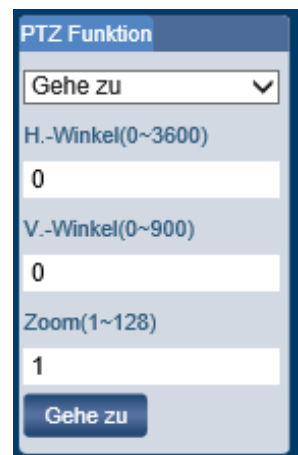 PTZ Funktion
Gehe zu
H.-Winkel(0~3600)
0
V.-Winkel(0~900)
0
Zoom(1~128)
1
Gehe zu